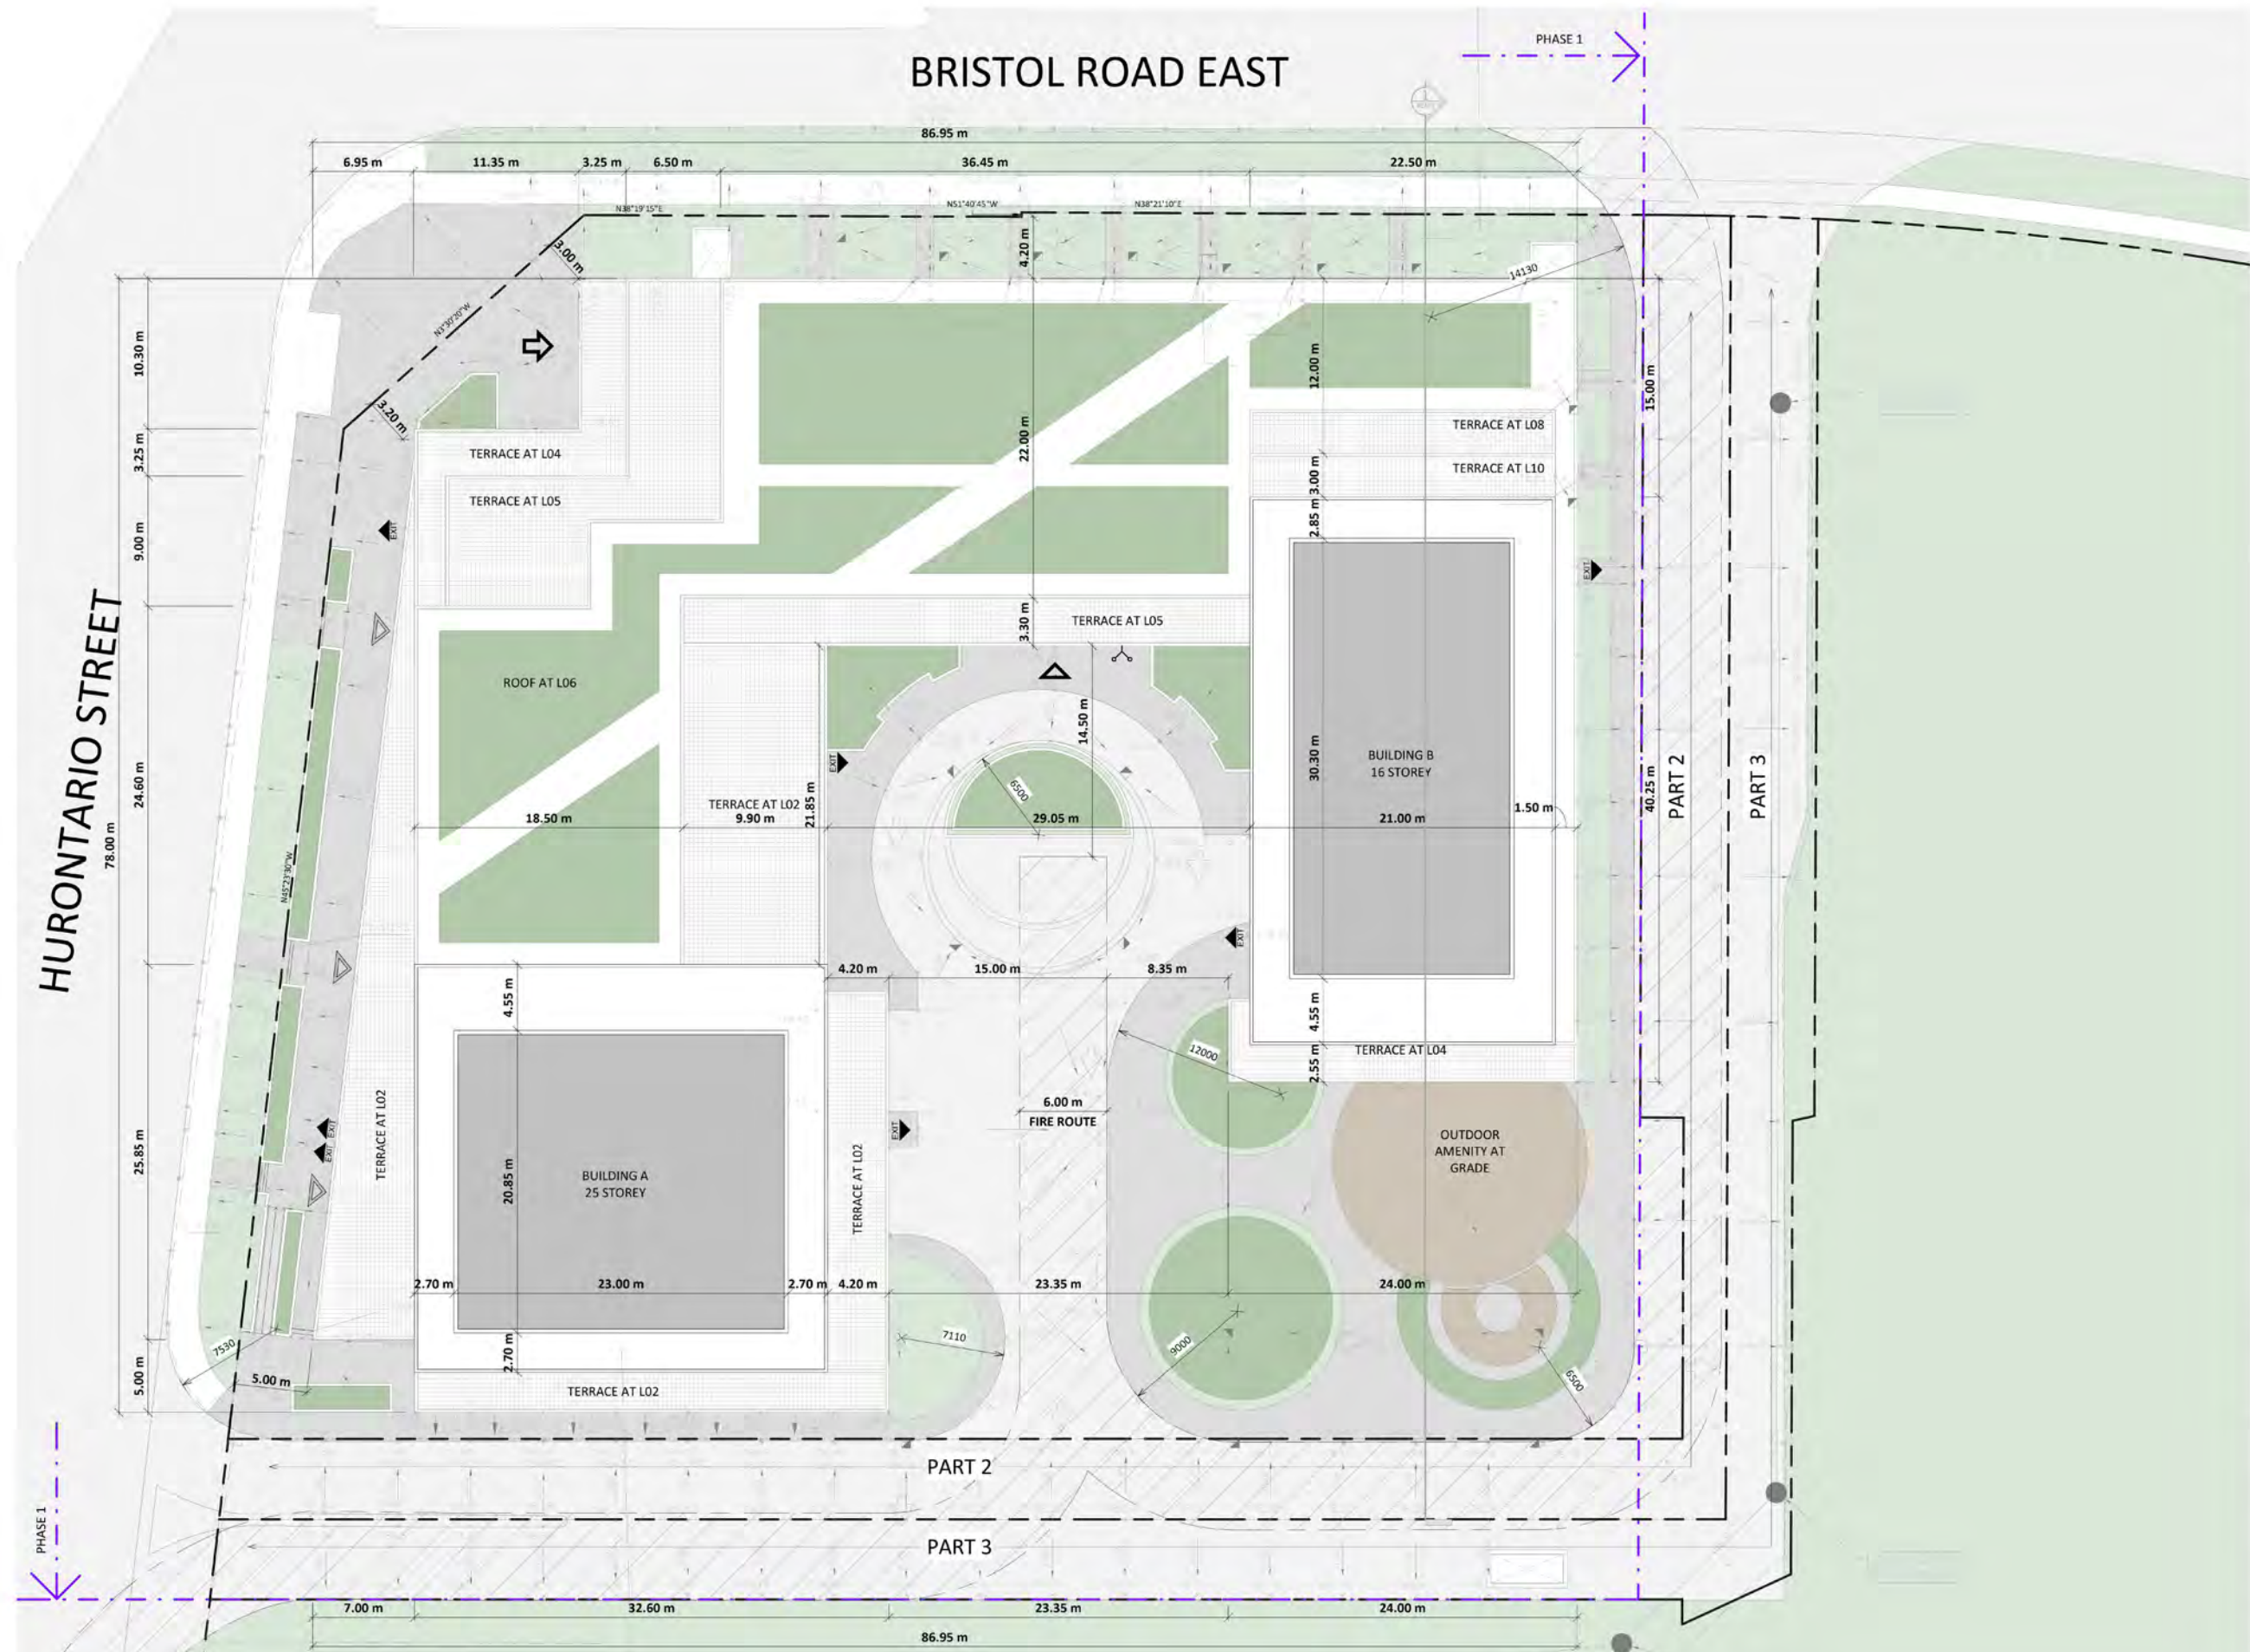 PHASE 1
BRISTOL ROAD EAST
86.95 m
6.95 m
11.35 m
3.25 m
6.50 m
36.45 m
22.50 m
N38°19'15"E
N51°40'45"W
N38°21'10"E
3.00 m
4.20 m
14130
N3°30'20"W
10.30 m
12.00 m
15.00 m
3.20 m
TERRACE AT L08
3.25 m
TERRACE AT L04
22.00 m
TERRACE AT L10
3.00 m
TERRACE AT L05
2.85 m
9.00 m
EXIT
EXIT
HURONTARIO STREET
3.30 m
TERRACE AT L05
ROOF AT L06
14.50 m
BUILDING B
16 STOREY
30.30 m
EXIT
6500
24.60 m
78.00 m
TERRACE AT L02
21.85 m
18.50 m
9.90 m
29.05 m
21.00 m
1.50 m
40.25 m
PART 2
PART 3
N45°23'30"W
EXIT
4.20 m
15.00 m
8.35 m
4.55 m
4.55 m
12000
2.55 m
TERRACE AT L04
6.00 m
FIRE ROUTE
TERRACE AT L02
EXIT
EXIT
EXIT
OUTDOOR
AMENITY AT
GRADE
25.85 m
20.85 m
BUILDING A
25 STOREY
TERRACE AT L02
2.70 m
23.00 m
2.70 m
4.20 m
23.35 m
24.00 m
7530
7110
9000
6500
2.70 m
5.00 m
5.00 m
TERRACE AT L02
PART 2
PHASE 1
PART 3
7.00 m
32.60 m
23.35 m
24.00 m
86.95 m